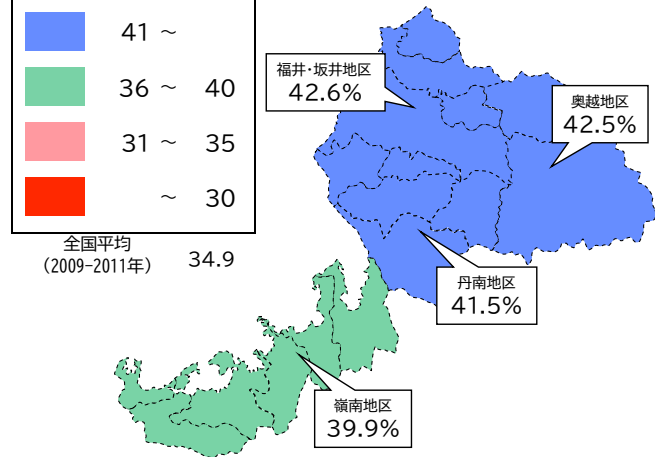 41 ~
36 ~ 40
31 ~ 35
~ 30
全国平均
(2009-2011年) 34.9
福井・坂井地区
42.6%
奥越地区
42.5%
丹南地区
41.5%
嶺南地区
39.9%